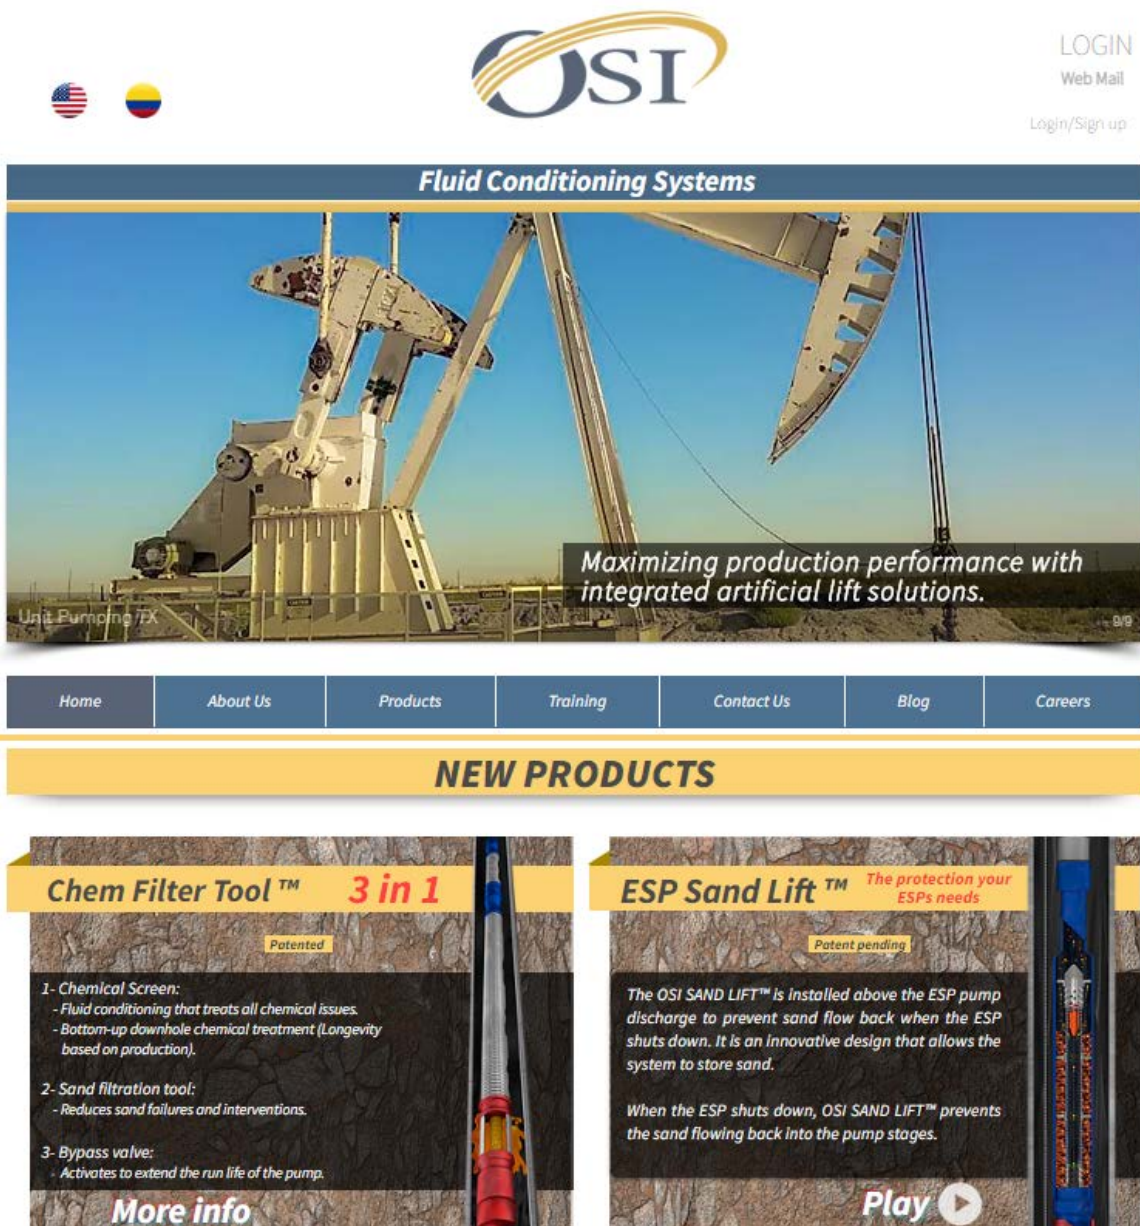 OSI
LOGIN
Web Mail
Login/Sign up
Fluid Conditioning Systems
Maximizing production performance with
integrated artificial lift solutions.
Unit Pumping TX
9/9
Home
About Us
Products
Training
Contact Us
Blog
Careers
NEW PRODUCTS
Chem Filter Tool ™ 3 in 1
Patented
1- Chemical Screen:
- Fluid conditioning that treats all chemical issues.
- Bottom-up downhole chemical treatment (Longevity
based on production).
2- Sand filtration tool:
- Reduces sand failures and interventions.
3- Bypass valve:
- Activates to extend the run life of the pump.
More info
ESP Sand Lift ™
The protection your
ESPs needs
Patent pending
The OSI SAND LIFT™ is installed above the ESP pump
discharge to prevent sand flow back when the ESP
shuts down. It is an innovative design that allows the
system to store sand.
When the ESP shuts down, OSI SAND LIFT™ prevents
the sand flowing back into the pump stages.
Play